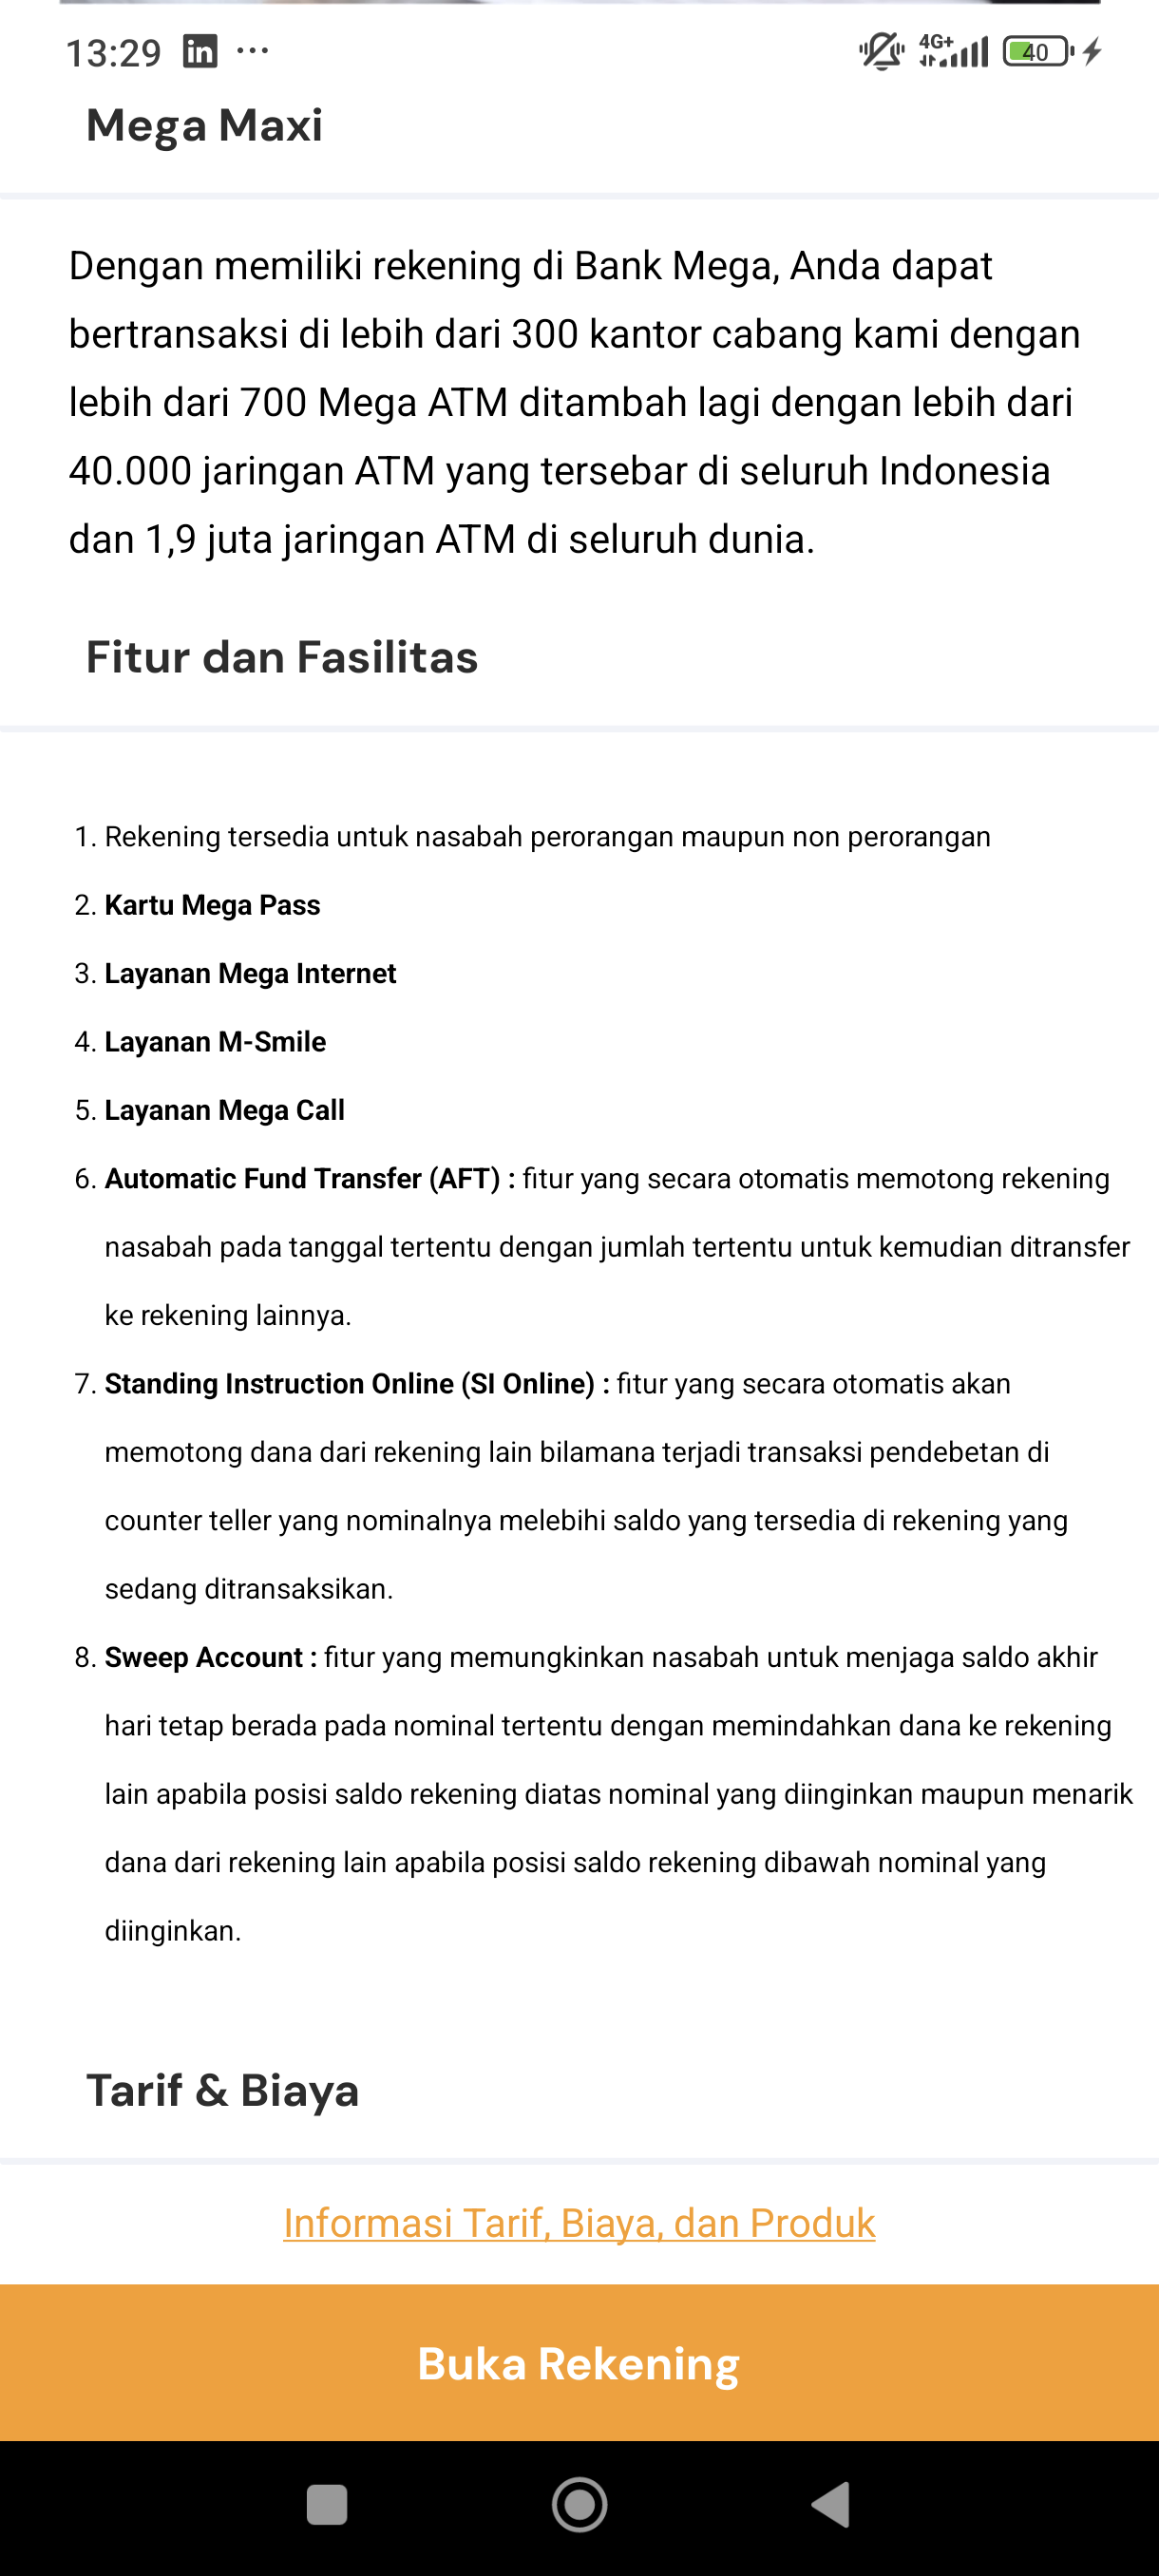 13:29 in ...
4G+ 40
Mega Maxi
Dengan memiliki rekening di Bank Mega, Anda dapat
bertransaksi di lebih dari 300 kantor cabang kami dengan
lebih dari 700 Mega ATM ditambah lagi dengan lebih dari
40.000 jaringan ATM yang tersebar di seluruh Indonesia
dan 1,9 juta jaringan ATM di seluruh dunia.
Fitur dan Fasilitas
1. Rekening tersedia untuk nasabah perorangan maupun non perorangan
2. Kartu Mega Pass
3. Layanan Mega Internet
4. Layanan M-Smile
5. Layanan Mega Call
6. Automatic Fund Transfer (AFT) : fitur yang secara otomatis memotong rekening
nasabah pada tanggal tertentu dengan jumlah tertentu untuk kemudian ditransfer
ke rekening lainnya.
7. Standing Instruction Online (SI Online) : fitur yang secara otomatis akan
memotong dana dari rekening lain bilamana terjadi transaksi pendebetan di
counter teller yang nominalnya melebihi saldo yang tersedia di rekening yang
sedang ditransaksikan.
8. Sweep Account : fitur yang memungkinkan nasabah untuk menjaga saldo akhir
hari tetap berada pada nominal tertentu dengan memindahkan dana ke rekening
lain apabila posisi saldo rekening diatas nominal yang diinginkan maupun menarik
dana dari rekening lain apabila posisi saldo rekening dibawah nominal yang
diinginkan.
Tarif & Biaya
Informasi Tarif, Biaya, dan Produk
Buka Rekening